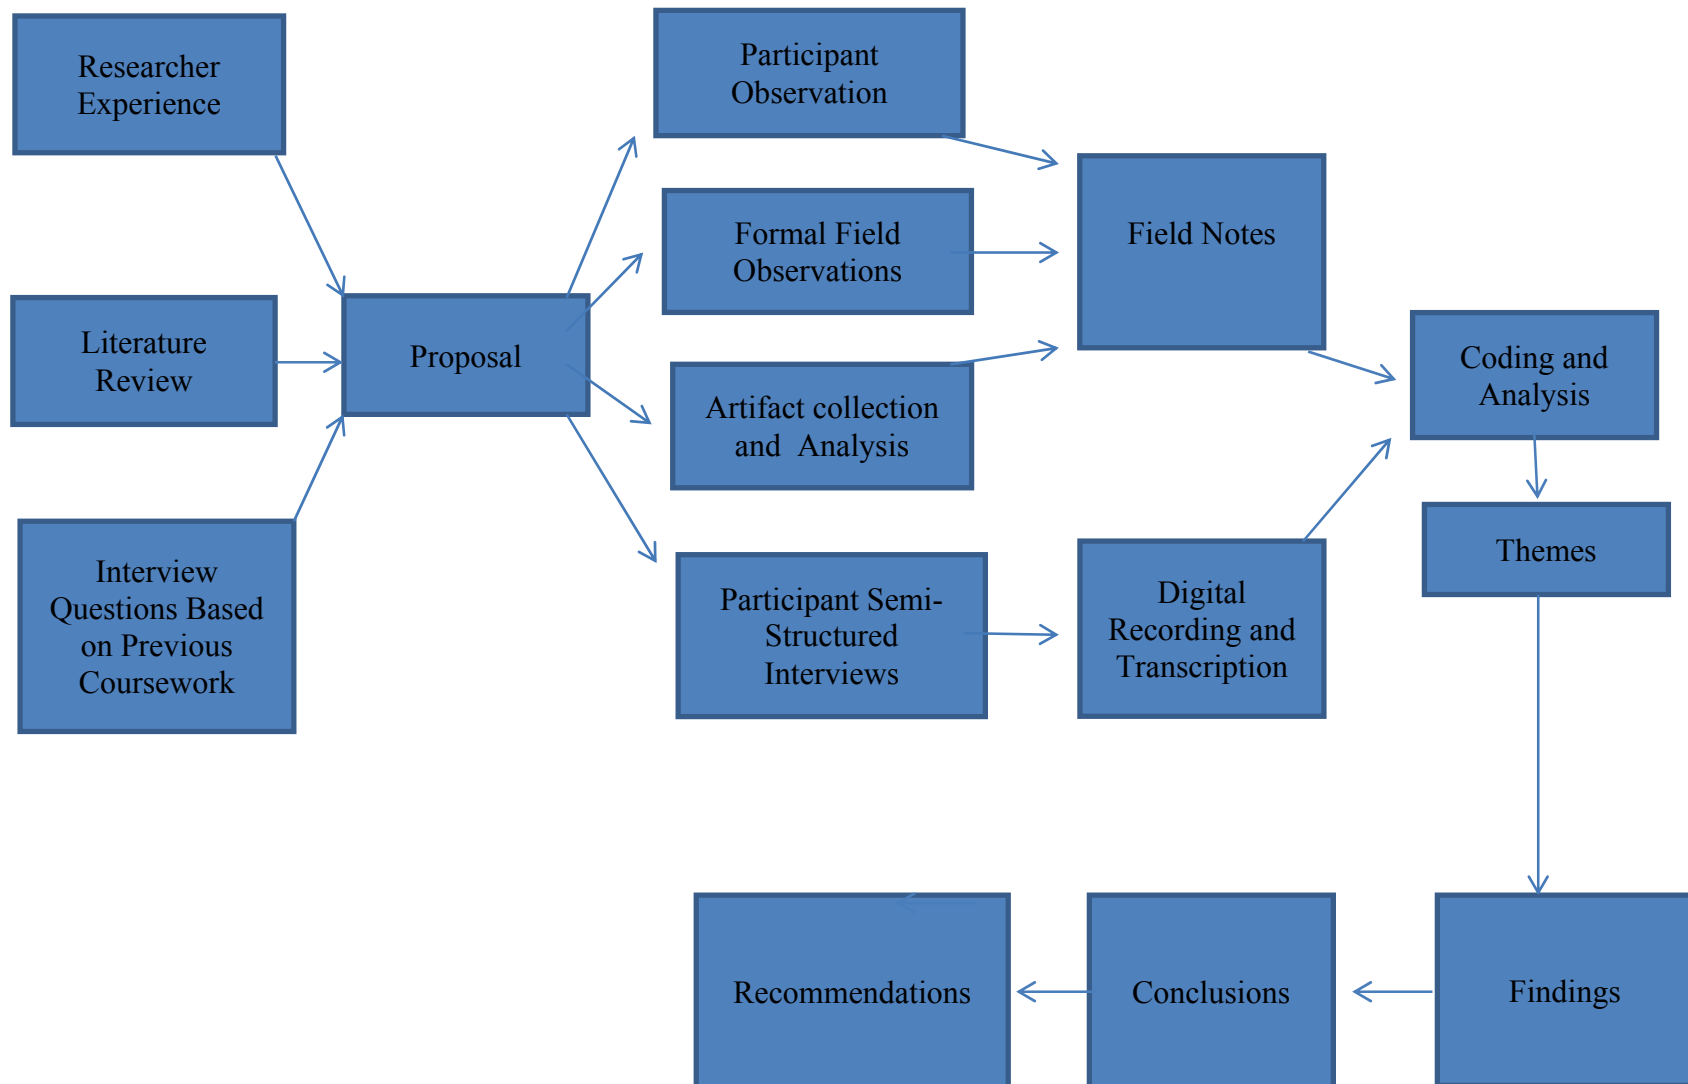 Researcher
Experience
Literature
Review
Interview
Questions Based
on Previous
Coursework
Proposal
Participant
Observation
Formal Field
Observations
Artifact collection
and  Analysis
Participant Semi-
Structured
Interviews
Field Notes
Digital
Recording and
Transcription
Coding and
Analysis
Themes
Findings
Conclusions
Recommendations